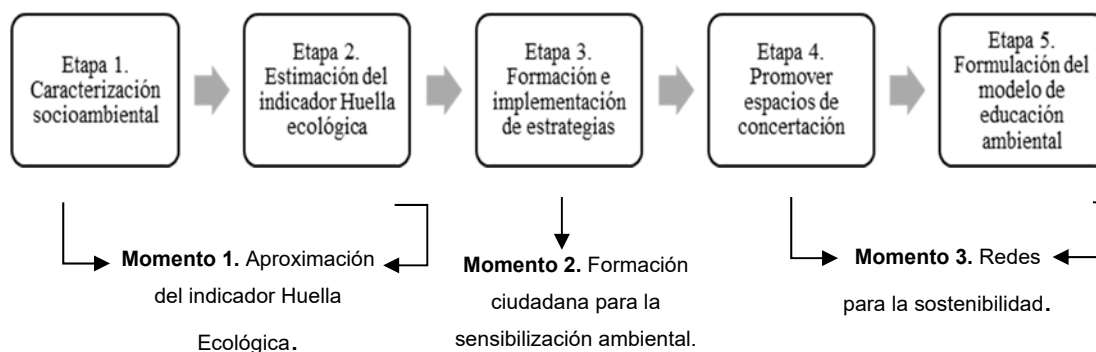 Etapa 1.
Caracterización
socioambiental
Etapa 2.
Estimación del
indicador Huella
ecológica
Etapa 3.
Formación e
implementación
de estrategias
Etapa 4.
Promover
espacios de
concertación
Etapa 5.
Formulación del
modelo de
educación
ambiental
Momento 1. Aproximación
del indicador Huella
Ecológica.
Momento 2. Formación
ciudadana para la
sensibilización ambiental.
Momento 3. Redes
para la sostenibilidad.